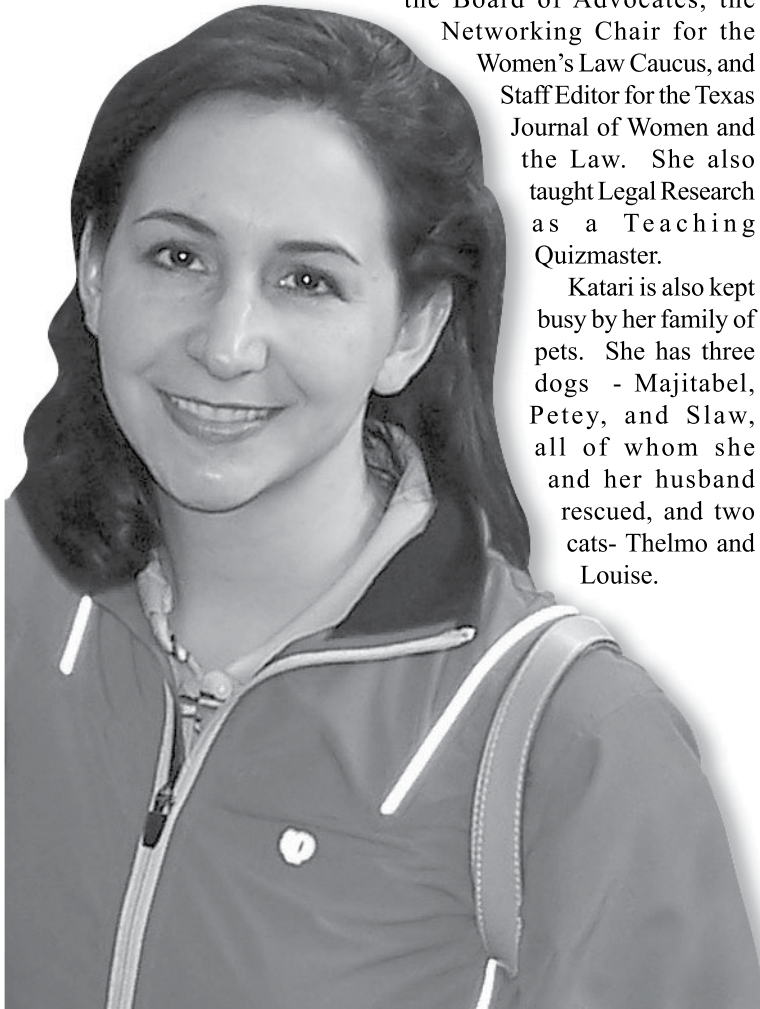 the Board of Advocates, the
Networking Chair for the
Women's Law Caucus, and
Staff Editor for the Texas
Journal of Women and
the Law. She also
taught Legal Research
as a Teaching
Quizmaster.
Katari is also kept
busy by her family of
pets. She has three
dogs - Majitabel,
Petey, and Slaw,
all of whom she
and her husband
rescued, and two
cats- Thelmo and
Louise.